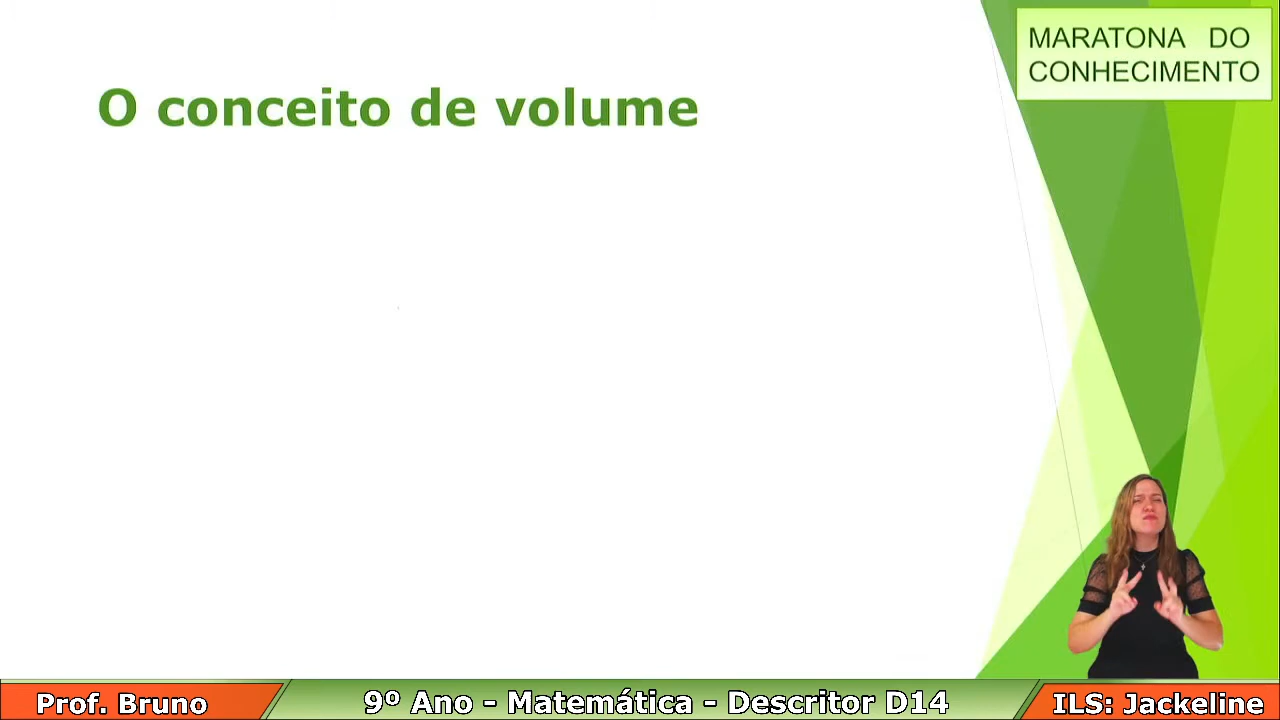 MARATONA DO
CONHECIMENTO
O conceito de volume
Prof. Bruno
9º Ano - Matemática - Descritor D14
ILS: Jackeline